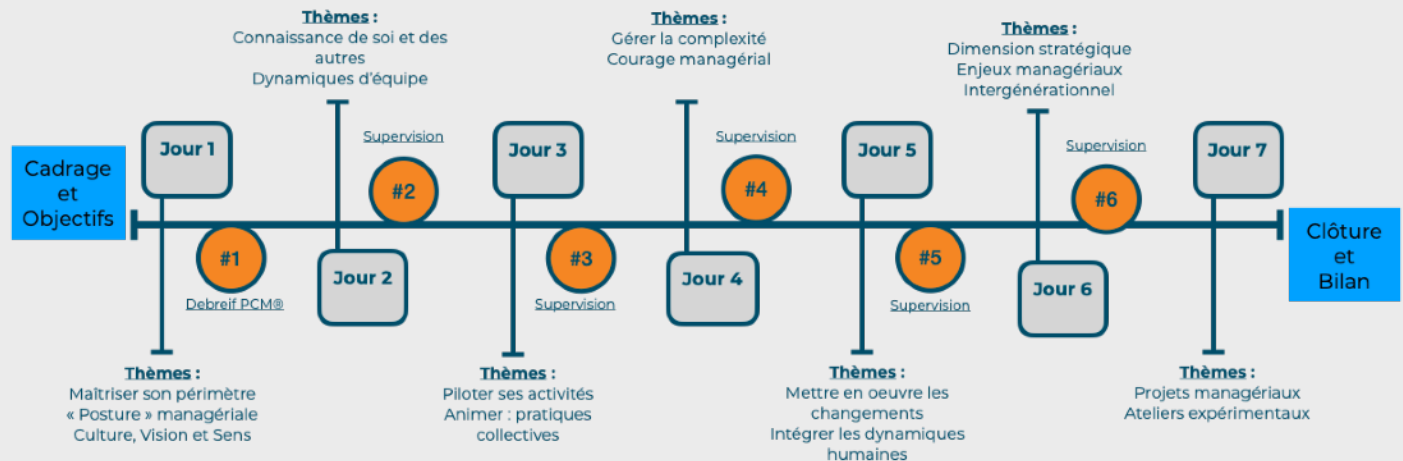 Cadrage
et
Objectifs
Jour 1
Thèmes :
Maîtriser son périmètre
« Posture » managériale
Culture, Vision et Sens
#1
Debreif PCM®
Thèmes :
Connaissance de soi et des
autres
Dynamiques d'équipe
Jour 2
Supervision
#2
Jour 3
Thèmes :
Piloter ses activités
Animer : pratiques
collectives
#3
Supervision
Thèmes :
Gérer la complexité
Courage managérial
Jour 4
Supervision
#4
Jour 5
Thèmes :
Mettre en oeuvre les
changements
Intégrer les dynamiques
humaines
#5
Supervision
Thèmes :
Dimension stratégique
Enjeux managériaux
Intergénérationnel
Jour 6
Supervision
#6
Jour 7
Thèmes :
Projets managériaux
Ateliers expérimentaux
Clôture
et
Bilan